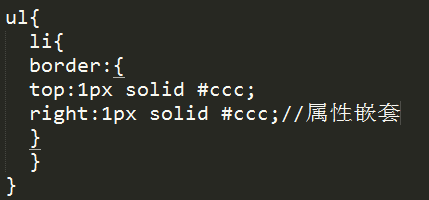 ul{
li{
border:{
top:1px solid #ccc;
right:1px solid #ccc;//属性嵌套
}
}
}